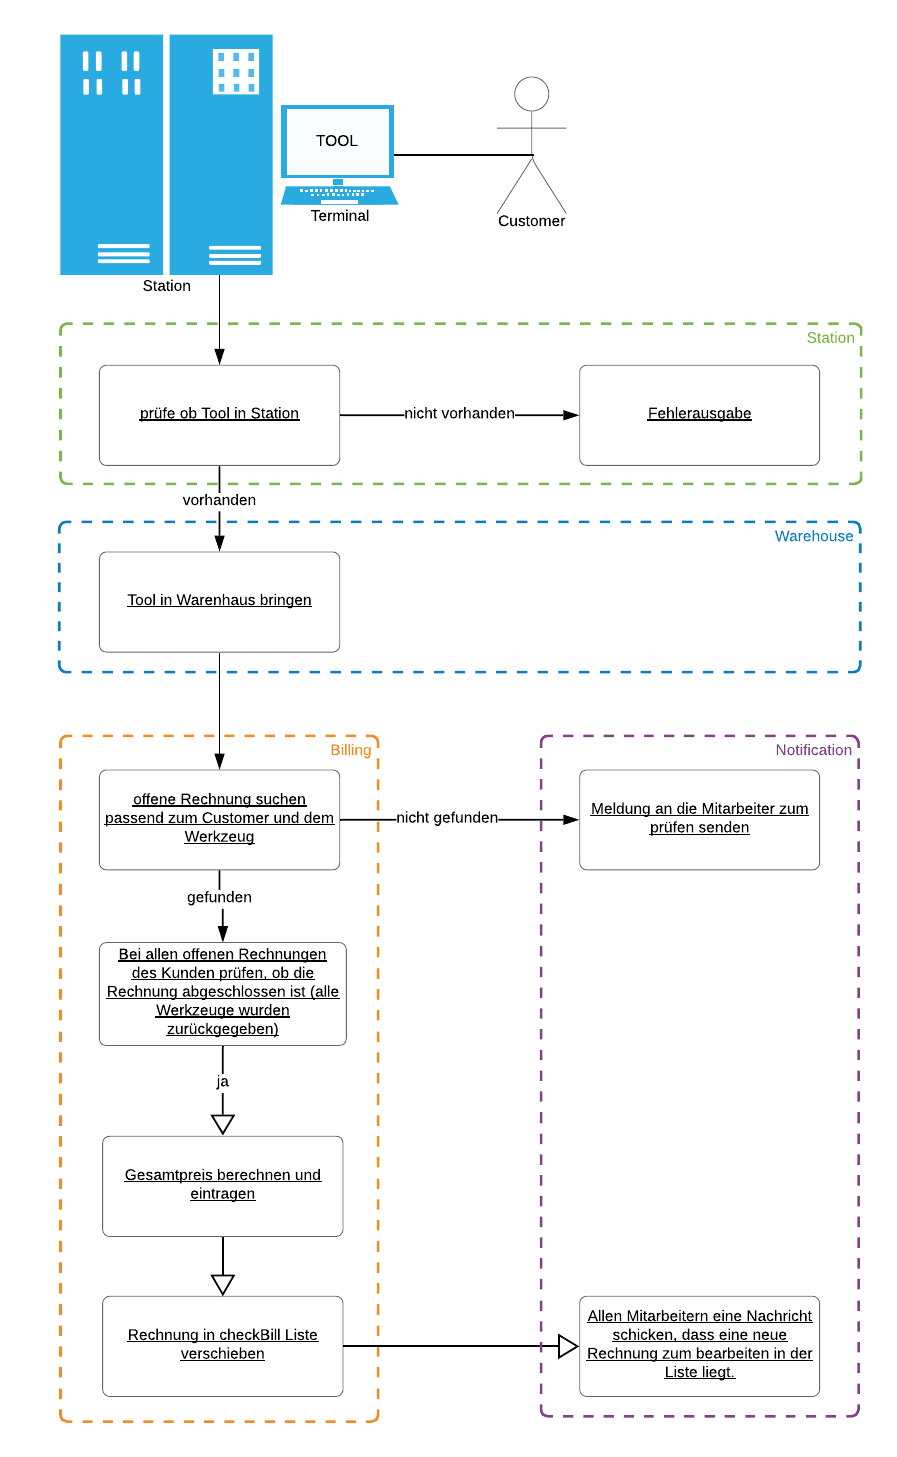 TOOL
Terminal
Customer
Station
Station
prüfe ob Tool in Station
nicht vorhanden
Fehlerausgabe
vorhanden
Warehouse
Tool in Warenhaus bringen
Billing
Notification
offene Rechnung suchen
passend zum Customer und dem
Werkzeug
nicht gefunden
Meldung an die Mitarbeiter zum
prüfen senden
gefunden
Bei allen offenen Rechnungen
des Kunden prüfen, ob die
Rechnung abgeschlossen ist (alle
Werkzeuge wurden
zurückgegeben)
ja
Gesamtpreis berechnen und
eintragen
Rechnung in checkBill Liste
verschieben
Allen Mitarbeitern eine Nachricht
schicken, dass eine neue
Rechnung zum bearbeiten in der
Liste liegt.